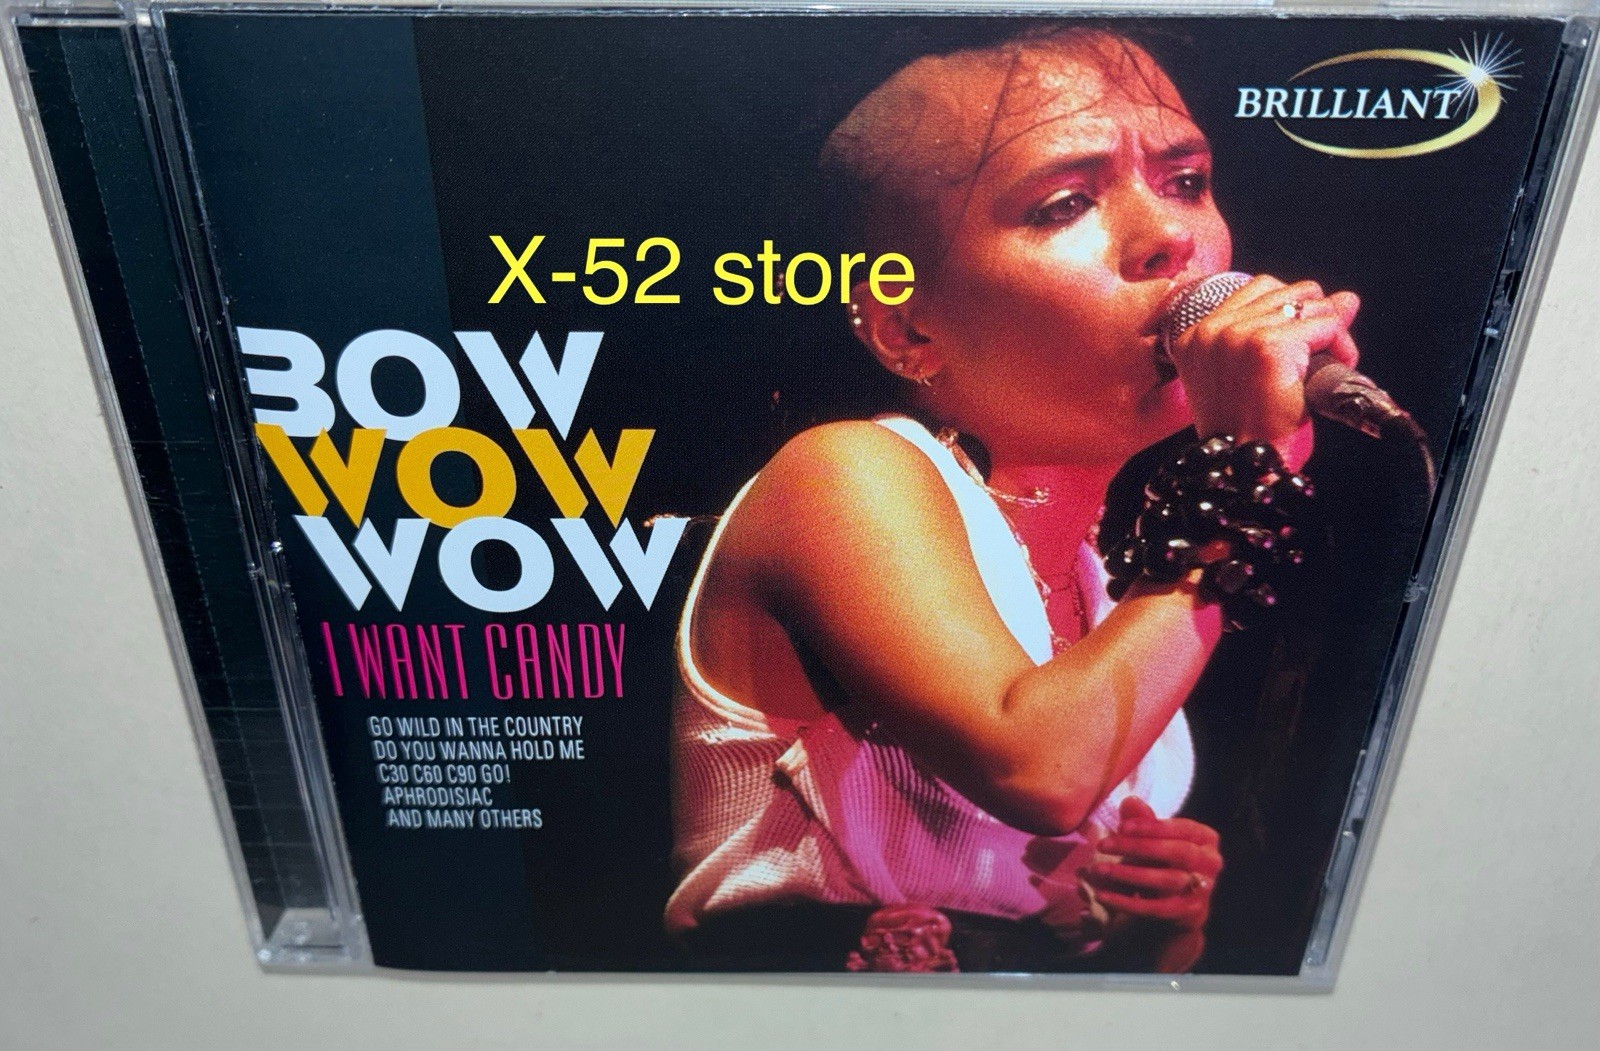 BRILLIANT
X-52 store
BOW
WOW
WOW
I WANT CANDY
GO WILD IN THE COUNTRY
DO YOU WANNA HOLD ME
C30 C60 C90 GO!
APHRODISIAC
AND MANY OTHERS